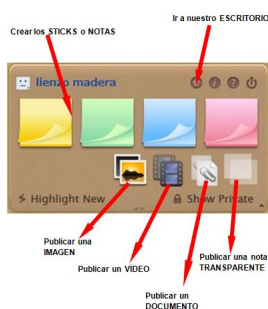 Ir a nuestro ESCRITORIO
Crear los STICKS o NOTAS
lienzo madera
Highlight New
Show Private
Publicar una
IMAGEN
Publicar un VÍDEO
Publicar una nota
TRANSPARENTE
Publicar un
DOCUMENTO